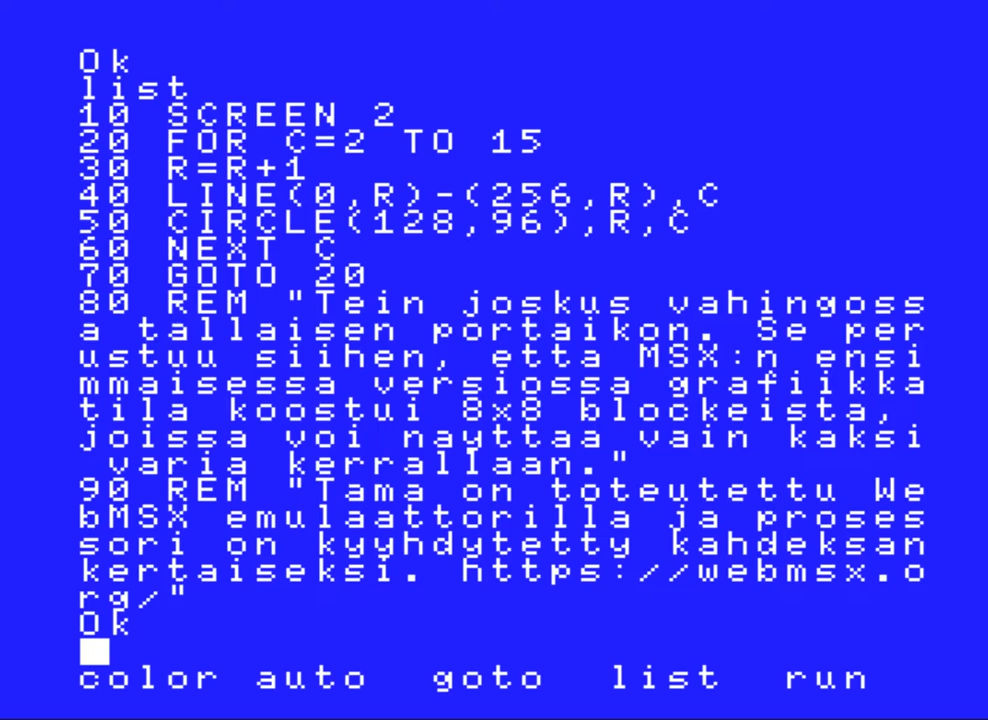 Ok
list
10 SCREEN 2
20 FOR C=2 TO 15
30 R=R+1
40 LINE(0,R)-(256,R),C
50 CIRCLE(128,96),R,C
60 NEXT C
70 GOTO 20
80 REM "Tein joskus vahingoss
a tallaisen portaikon. Se per
ustuu siihen, etta MSX:n ensi
mmaisessa versiossa grafiikka
tila koostui 8x8 blockeista,
joissa voi nayttaa vain kaksi
 varia kerrallaan."
90 REM "Tama on toteutettu We
bMSX emulaattorilla ja proses
sori on kyyhdytetty kahdeksan
kertaiseksi. https://webmsx.o
rg/"
Ok
color auto goto list run